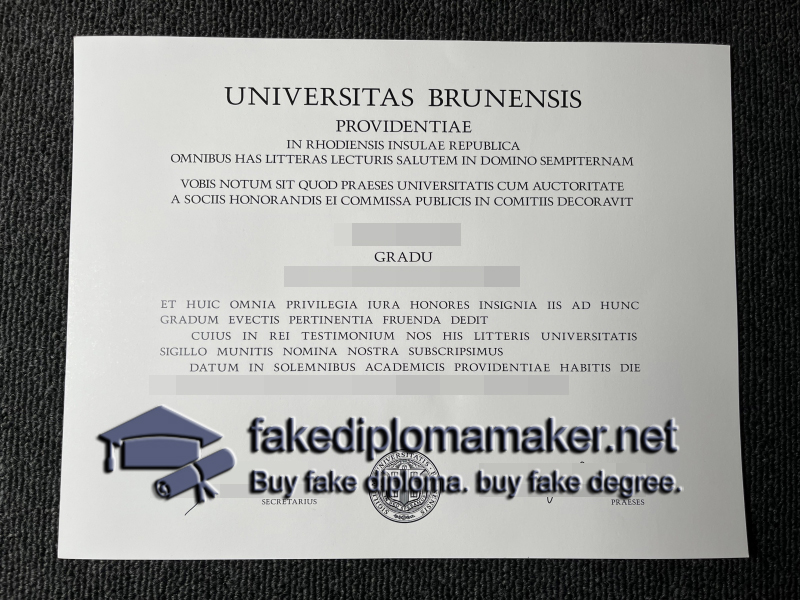 UNIVERSITAS BRUNENSIS
PROVIDENTIAE
IN RHODIENSIS INSULAE REPUBLICA
OMNIBUS HAS LITTERAS LECTURIS SALUTEM IN DOMINO SEMPITERNAM
VOBIS NOTUM SIT QUOD PRAESES UNIVERSITATIS CUM AUCTORITATE
A SOCIIS HONORANDIS EI COMMISSA PUBLICIS IN COMITIIS DECORAVIT
GRADU
ET HUIC OMNIA PRIVILEGIA IURA HONORES INSIGNIA IIS AD HUNC
GRADUM EVECTIS PERTINENTIA FRUENDA DEDIT
CUIUS IN REI TESTIMONIUM NOS HIS LITTERIS UNIVERSITATIS
SIGILLO MUNITIS NOMINA NOSTRA SUBSCRIPSIMUS
DATUM IN SOLEMNIBUS ACADEMICIS PROVIDENTIAE HABITIS DIE
fakediplomamaker.net
Buy fake diploma. buy fake degree.
SECRETARIUS
PRAESES